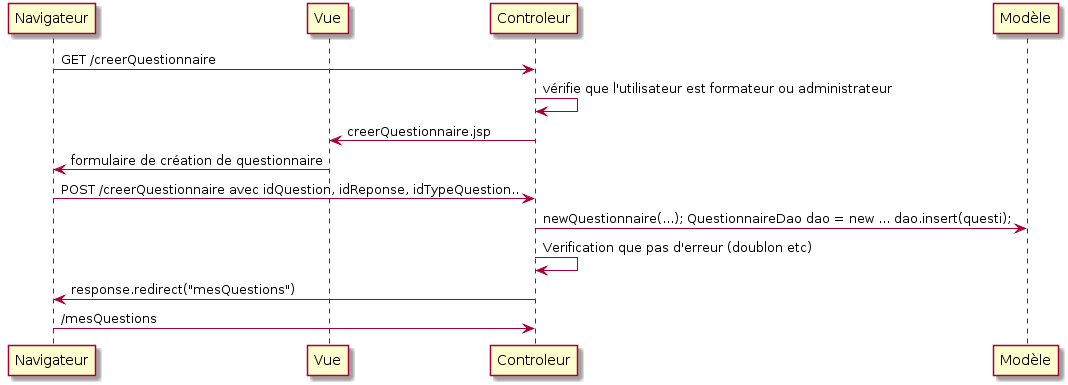 Navigateur
Vue
Controleur
Modèle
GET /creerQuestionnaire
vérifie que l'utilisateur est formateur ou administrateur
creerQuestionnaire.jsp
formulaire de création de questionnaire
POST /creerQuestionnaire avec idQuestion, idReponse, idTypeQuestion..
newQuestionnaire(...); QuestionnaireDao dao = new ... dao.insert(questi);
Verification que pas d'erreur (doublon etc)
response.redirect("mesQuestions")
/mesQuestions
Navigateur
Vue
Controleur
Modèle